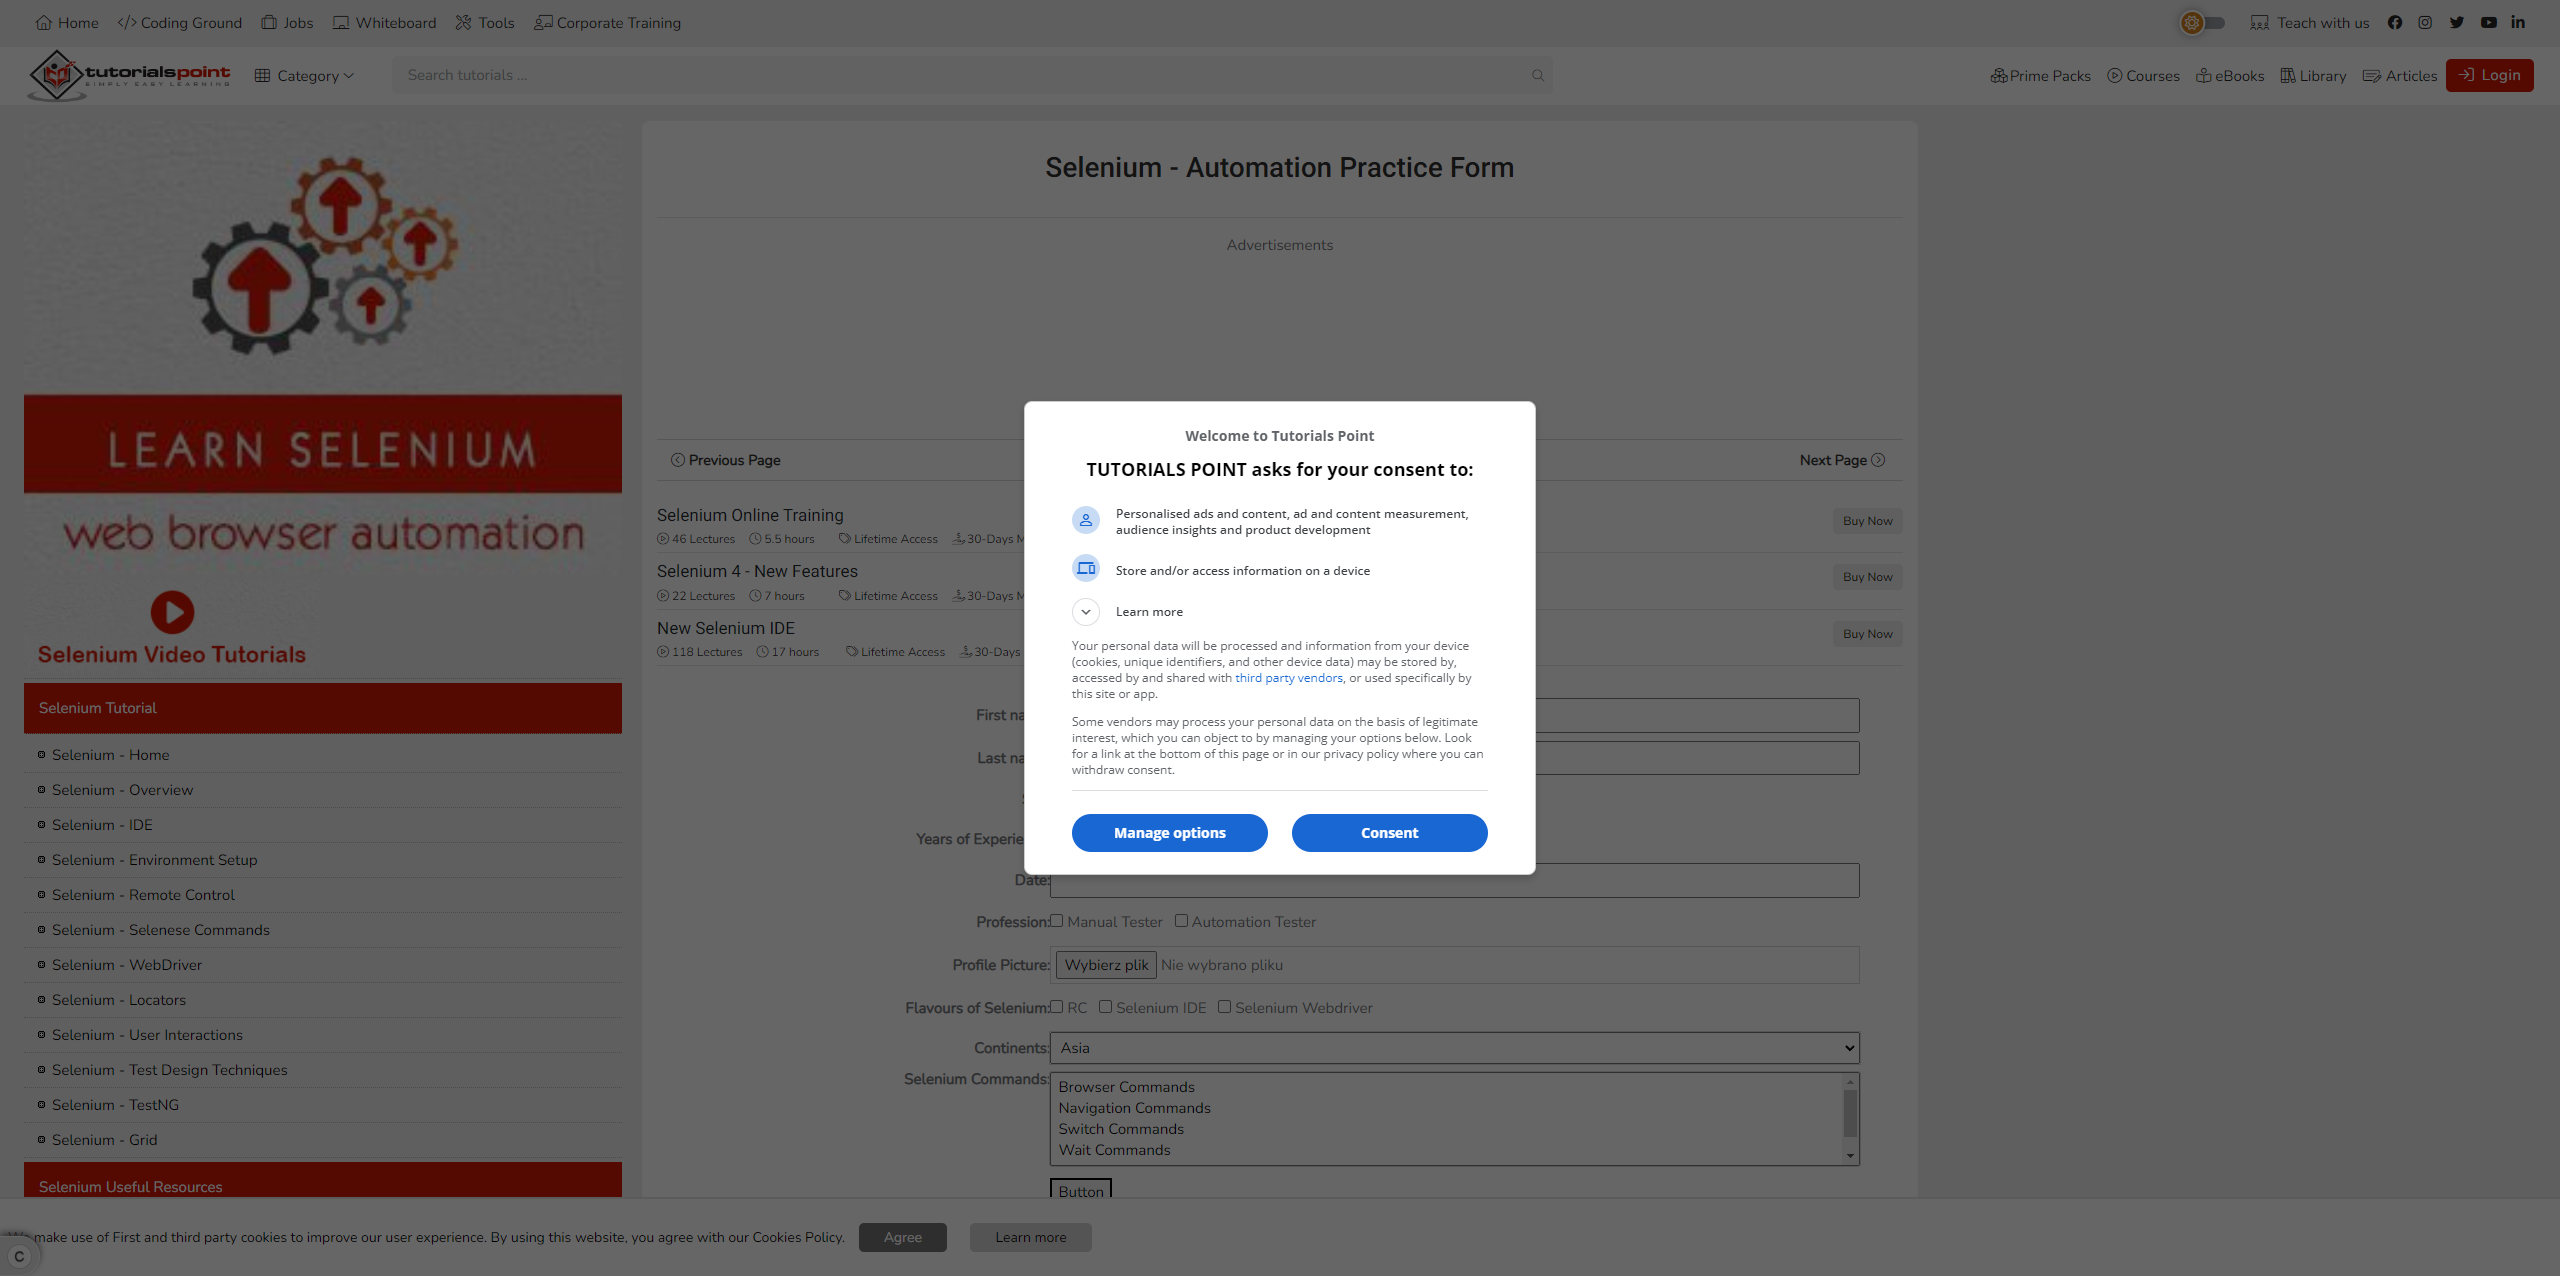 Home Coding Ground Jobs Whiteboard Tools Corporate Training Teach with us
tutorialspoint
SIMPLY EASY LEARNING
Category Search tutorials ... Prime Packs Courses eBooks Library Articles Login
LEARN SELENIUM
web browser automation
Selenium Video Tutorials
Selenium Tutorial
Selenium - Home
Selenium - Overview
Selenium - IDE
Selenium - Environment Setup
Selenium - Remote Control
Selenium - Selenese Commands
Selenium - WebDriver
Selenium - Locators
Selenium - User Interactions
Selenium - Test Design Techniques
Selenium - TestNG
Selenium - Grid
Selenium Useful Resources
Selenium - Automation Practice Form
Advertisements
Previous Page Next Page
Selenium Online Training
46 Lectures 5.5 hours Lifetime Access 30-Days M
Buy Now
Selenium 4 - New Features
22 Lectures 7 hours Lifetime Access 30-Days M
Buy Now
New Selenium IDE
118 Lectures 17 hours Lifetime Access 30-Days
Buy Now
First na
Last na
Years of Experie
Date:
Profession: Manual Tester Automation Tester
Profile Picture: Wybierz plik Nie wybrano pliku
Flavours of Selenium: RC Selenium IDE Selenium Webdriver
Continents: Asia
Selenium Commands: Browser Commands
Navigation Commands
Switch Commands
Wait Commands
Button
Welcome to Tutorials Point
TUTORIALS POINT asks for your consent to:
Personalised ads and content, ad and content measurement,
audience insights and product development
Store and/or access information on a device
Learn more
Your personal data will be processed and information from your device
(cookies, unique identifiers, and other device data) may be stored by,
accessed by and shared with third party vendors, or used specifically by
this site or app.
Some vendors may process your personal data on the basis of legitimate
interest, which you can object to by managing your options below. Look
for a link at the bottom of this page or in our privacy policy where you can
withdraw consent.
Manage options Consent
make use of First and third party cookies to improve our user experience. By using this website, you agree with our Cookies Policy. Agree Learn more
C